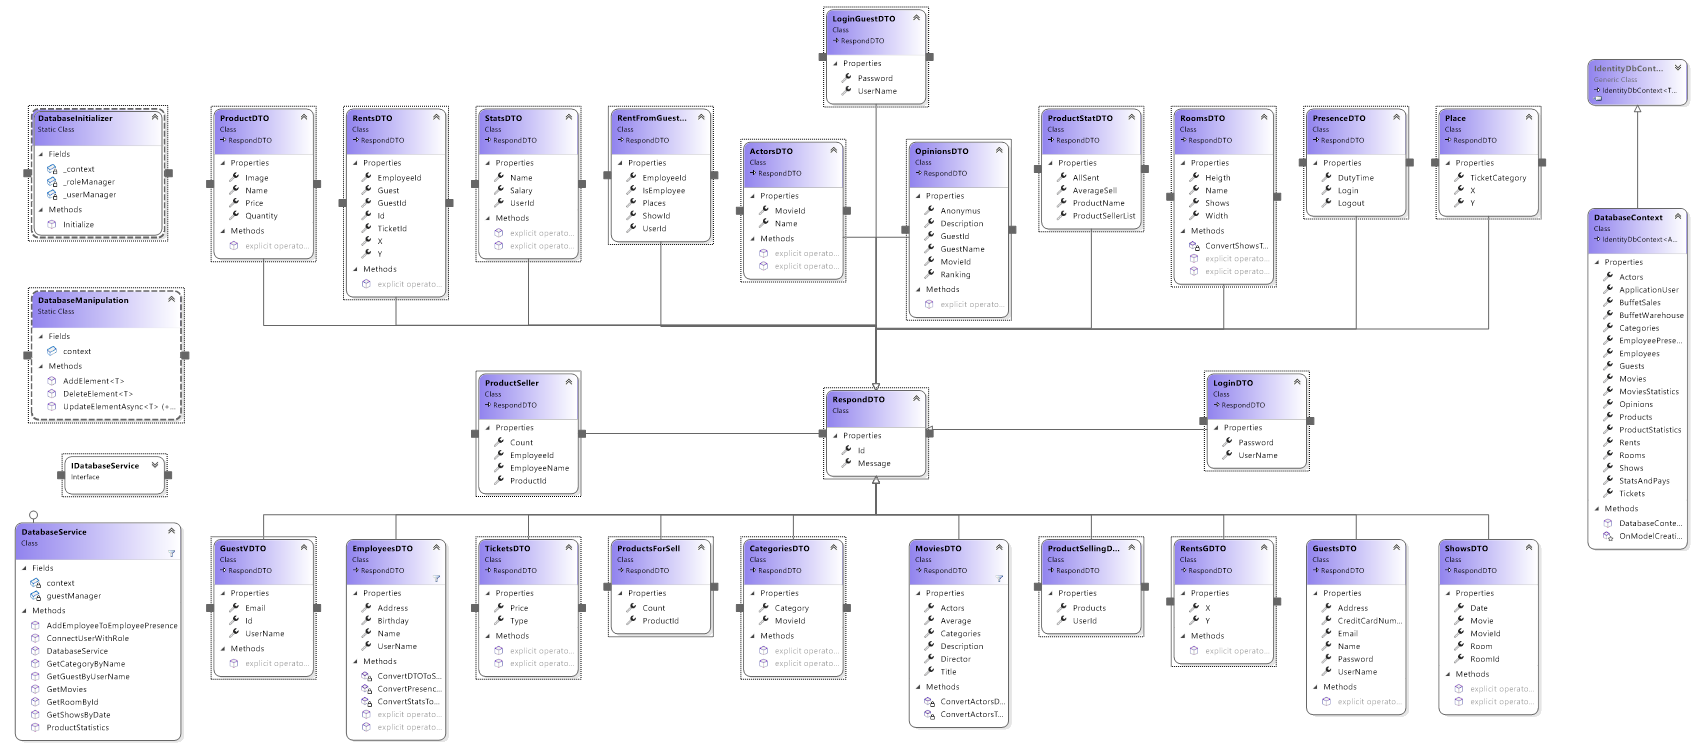 LoginGuestDTO
Class
RespondDTO
Properties
Password
UserName
IdentityDbCont...
Generic Class
IdentityDbContext<T...
DatabaseInitializer
Static Class
Fields
_context
_roleManager
_userManager
Methods
Initialize
ProductDTO
Class
RespondDTO
Properties
Image
Name
Price
Quantity
Methods
explicit operato...
RentsDTO
Class
RespondDTO
Properties
EmployeeId
Guest
GuestId
Id
TicketId
X
Y
Methods
explicit operato...
StatsDTO
Class
RespondDTO
Properties
Name
Salary
UserId
Methods
explicit operato...
explicit operato...
RentFromGuest...
Class
RespondDTO
Properties
EmployeeId
IsEmployee
Places
ShowId
UserId
ActorsDTO
Class
RespondDTO
Properties
MovieId
Name
Methods
explicit operato...
explicit operato...
OpinionsDTO
Class
RespondDTO
Properties
Anonymus
Description
GuestId
GuestName
MovieId
Ranking
Methods
explicit operato...
ProductStatDTO
Class
RespondDTO
Properties
AllSent
AverageSell
ProductName
ProductSellerList
RoomsDTO
Class
RespondDTO
Properties
Heigth
Name
Shows
Width
Methods
ConvertShowsT...
explicit operato...
explicit operato...
PresenceDTO
Class
RespondDTO
Properties
DutyTime
Login
Logout
Place
Class
RespondDTO
Properties
TicketCategory
X
Y
DatabaseContext
Class
IdentityDbContext<A...
Properties
Actors
ApplicationUser
BuffetSales
BuffetWarehouse
Categories
EmployeePrese...
Employees
Guests
Movies
MoviesStatistics
Opinions
Products
ProductStatistics
Rents
Rooms
Shows
StatsAndPays
Tickets
Methods
DatabaseConte...
OnModelCreati...
DatabaseManipulation
Static Class
Fields
context
Methods
AddElement<T>
DeleteElement<T>
UpdateElementAsync<T> (+...
ProductSeller
Class
RespondDTO
Properties
Count
EmployeeId
EmployeeName
ProductId
RespondDTO
Class
Properties
Id
Message
LoginDTO
Class
RespondDTO
Properties
Password
UserName
IDatabaseService
Interface
DatabaseService
Class
Fields
context
guestManager
Methods
AddEmployeeToEmployeePresence
ConnectUserWithRole
DatabaseService
GetCategoryByName
GetGuestByUserName
GetMovies
GetRoomById
GetShowsByDate
ProductStatistics
GuestVDTO
Class
RespondDTO
Properties
Email
Id
UserName
Methods
explicit operato...
EmployeesDTO
Class
RespondDTO
Properties
Address
Birthday
Name
UserName
Methods
ConvertDTOToS...
ConvertPresenc...
ConvertStatsTo...
explicit operato...
explicit operato...
TicketsDTO
Class
RespondDTO
Properties
Price
Type
Methods
explicit operato...
explicit operato...
ProductsForSell
Class
RespondDTO
Properties
Count
ProductId
CategoriesDTO
Class
RespondDTO
Properties
Category
MovieId
Methods
explicit operato...
explicit operato...
MoviesDTO
Class
RespondDTO
Properties
Actors
Average
Categories
Description
Director
Title
Methods
ConvertActorsD...
ConvertActorsT...
ProductSellingD...
Class
RespondDTO
Properties
Products
UserId
RentsGDTO
Class
RespondDTO
Properties
X
Y
Methods
explicit operato...
GuestsDTO
Class
RespondDTO
Properties
Address
CreditCardNum...
Email
Name
Password
UserName
Methods
explicit operato...
ShowsDTO
Class
RespondDTO
Properties
Date
Movie
MovieId
Room
RoomId
Methods
explicit operato...
explicit operato...